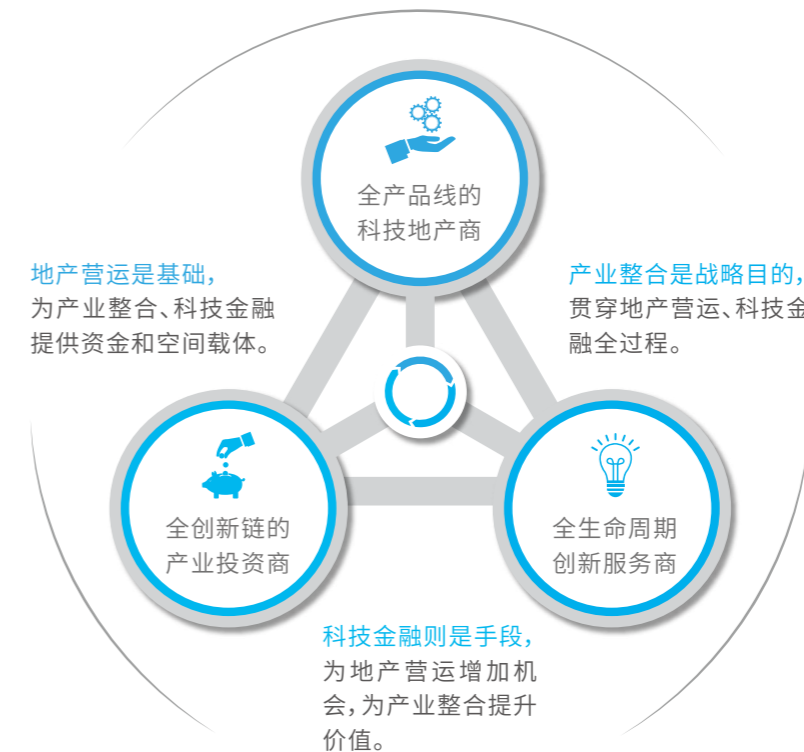 全产品线的
科技地产商
地产营运是基础，
为产业整合、科技金融
提供资金和空间载体。
产业整合是战略目的，
贯穿地产营运、科技金
融全过程。
全创新链的
产业投资商
全生命周期
创新服务商
科技金融则是手段，
为地产营运增加机
会，为产业整合提升
价值。